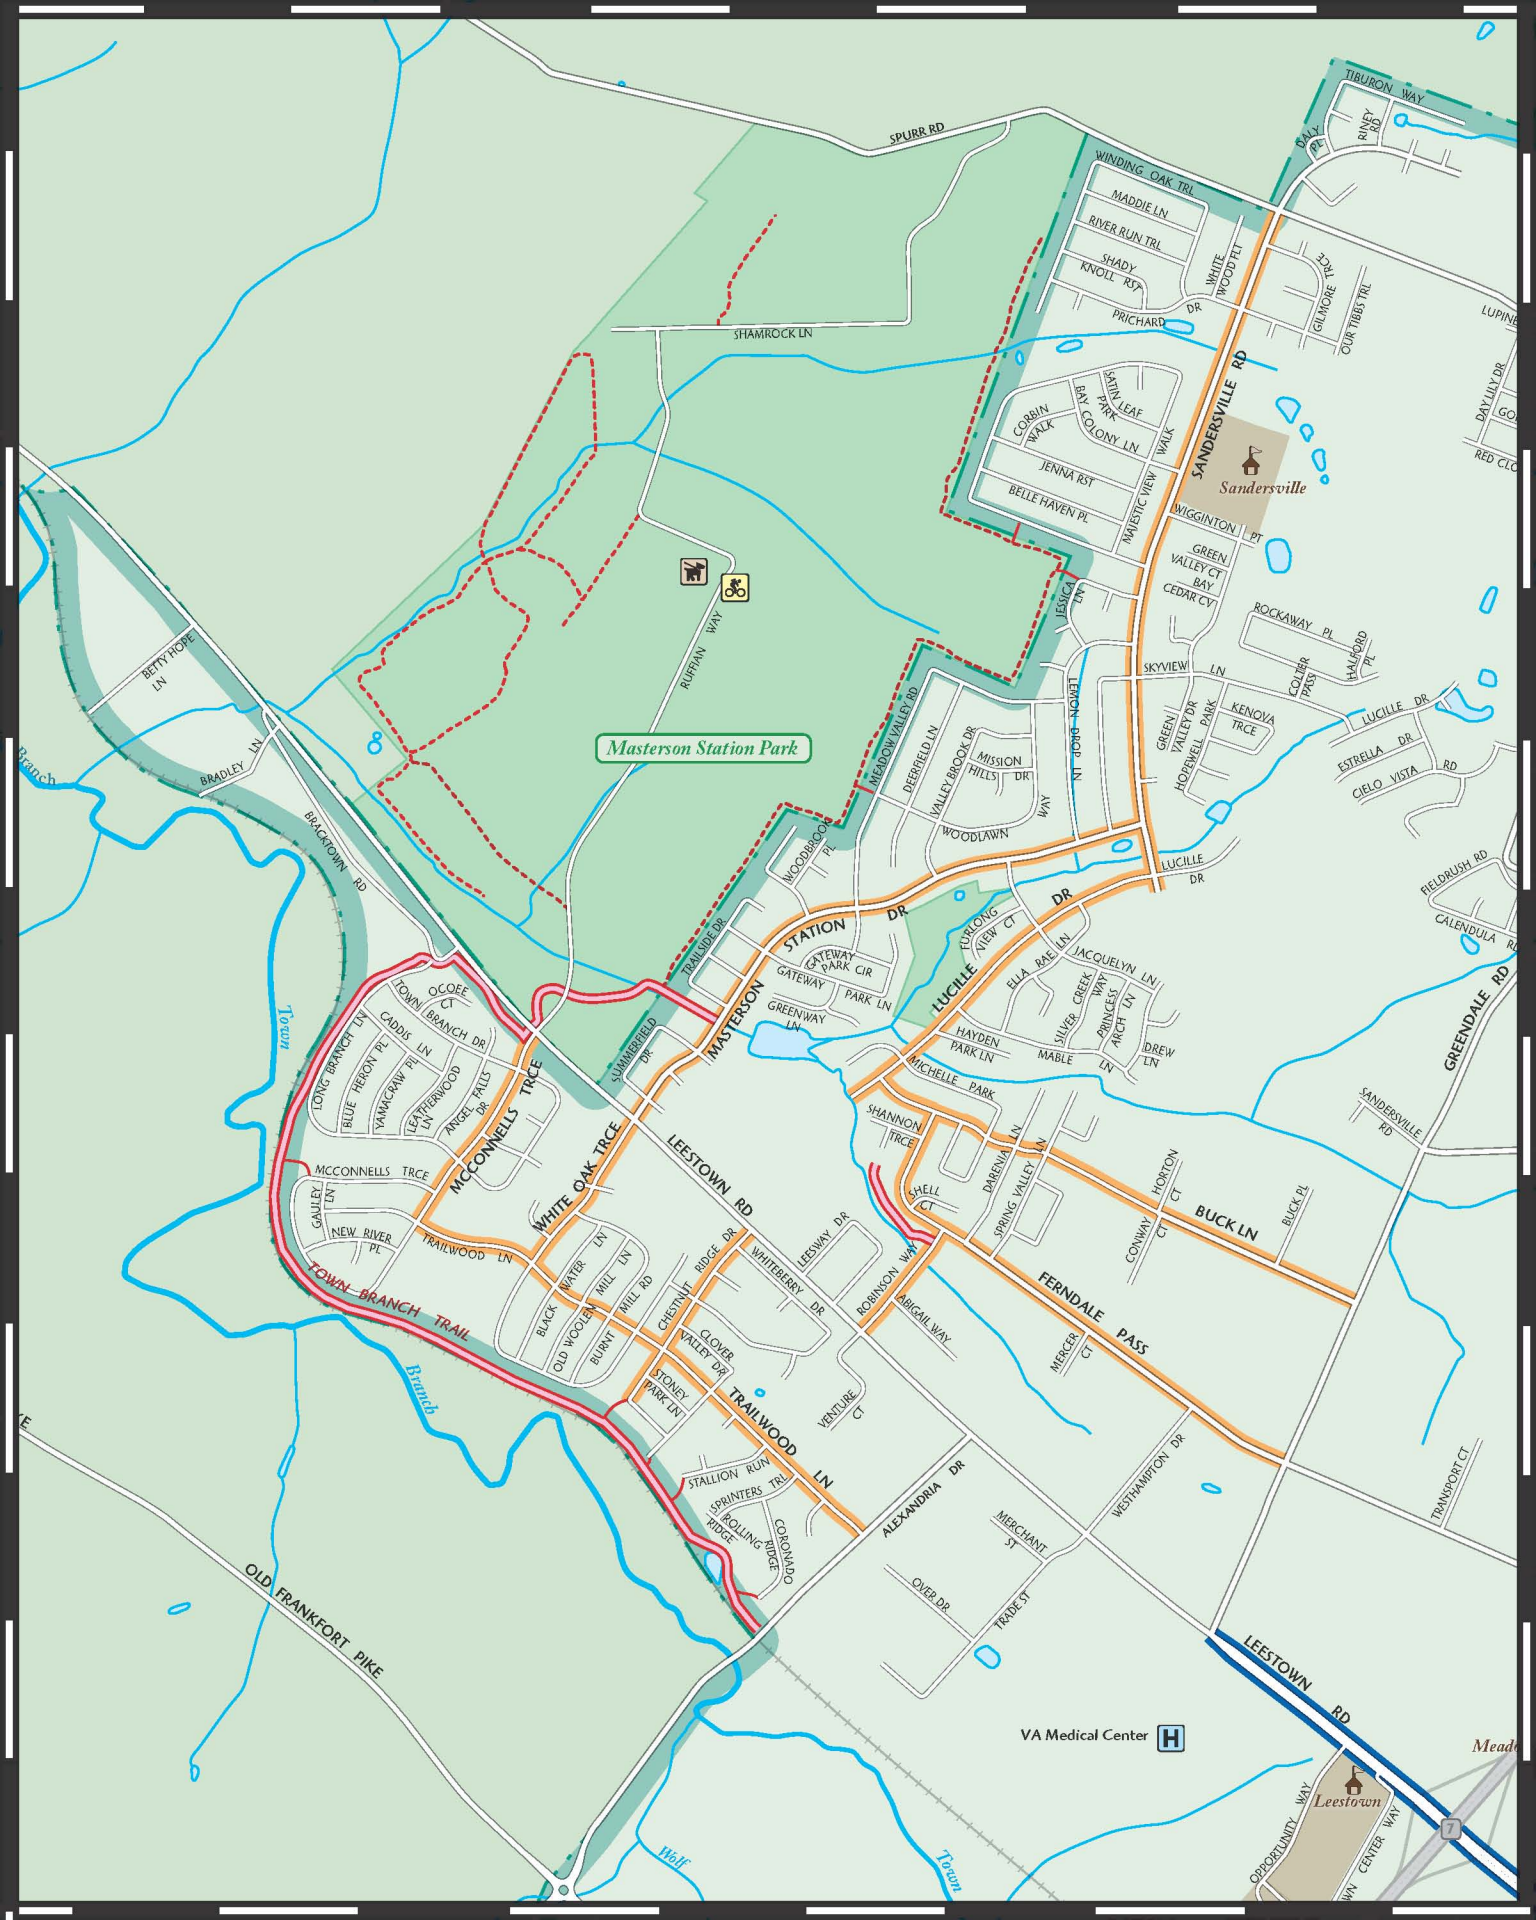 TIBURON WAY
RINEY
RD
DALY
PL
SPURR RD
WINDING OAK TRL
MADDIE LN
RIVER RUN TRL
SHADY
KNOLL RST
WHITE
WOOD FLT
PRICHARD DR
GILMORE TRCE
OUR TIBBS TRL
LUPINE
SHAMROCK LN
SANDERSVILLE RD
DAY LILY DR
GO
RED CLO
SATIN LEAF
PARK
BAY COLONY LN
CORBIN
WALK
JENNA RST
BELLE HAVEN PL
MAJESTIC VIEW WALK
Sandersville
WIGGINTON PT
GREEN
VALLEY CT
BAY
CEDAR CV
JESSICA
LN
ROCKAWAY PL
HALFORD
PL
COLTER
PASS
SKYVIEW LN
BETTY HOPE
LN
RUFFIAN WAY
LEMON DROP LN
GREEN
VALLEY DR
HOPEWELL PARK
KENOVA
TRCE
LUCILLE DR
ESTRELLA DR
CIELO VISTA RD
Masterson Station Park
MEADOW VALLEY RD
DEERFIELD LN
VALLEY BROOK DR
MISSION
HILLS DR
WAY
WOODLAWN
Branch
BRADLEY LN
BRACKTOWN RD
WOODBROOK
PL
LUCILLE
DR
FIELDRUSH RD
CALENDULA RD
STATION DR
LUCILLE DR
FURLONG
VIEW CT
TRAILSIDE DR
GATEWAY
PARK CIR
GATEWAY PARK LN
GREENWAY
LN
ELLA RAE LN
JACQUELYN LN
SILVER CREEK
WAY
PRINCESS
ARCH LN
DREW
LN
HAYDEN
PARK LN
MABLE LN
GREENDALE RD
MASTERSON
SUMMERFIELD
DR
OCOEE
CT
TOWN BRANCH DR
LONG BRANCH LN
CADDIS LN
BLUE HERON PL
YAMACRAW PL
LEATHERWOOD
LN
ANGEL FALLS
DR
Town
MCCONNELLS TRCE
MCCONNELLS TRCE
WHITE OAK TRCE
LEESTOWN RD
MICHELLE PARK
SHANNON
TRCE
SANDERSVILLE
RD
DARENIA LN
SPRING VALLEY LN
HORTON
CT
CONWAY
CT
BUCK LN
BUCK PL
SHELL
CT
GAULEY
LN
NEW RIVER
PL
TRAILWOOD LN
TOWN BRANCH TRAIL
BLACK WATER LN
OLD WOOLEN MILL LN
BURNT MILL RD
CHESTNUT RIDGE DR
WHITEBERRY DR
LEESWAY DR
ROBINSON WAY
ABIGAIL WAY
FERNDALE PASS
MERCER
CT
CLOVER
VALLEY DR
STONEY
PARK LN
Branch
VENTURE
CT
TRAILWOOD LN
STALLION RUN
SPRINTERS TRL
ROLLING
RIDGE
CORONADO
RIDGE
ALEXANDRIA DR
WESTHAMPTON DR
TRANSPORT CT
MERCHANT
ST
OVER DR
TRADE ST
KE
OLD FRANKFORT PIKE
LEESTOWN RD
VA Medical Center H
Meado
Leestown
7
OPPORTUNITY WAY
WN CENTER WAY
Wolf
Town